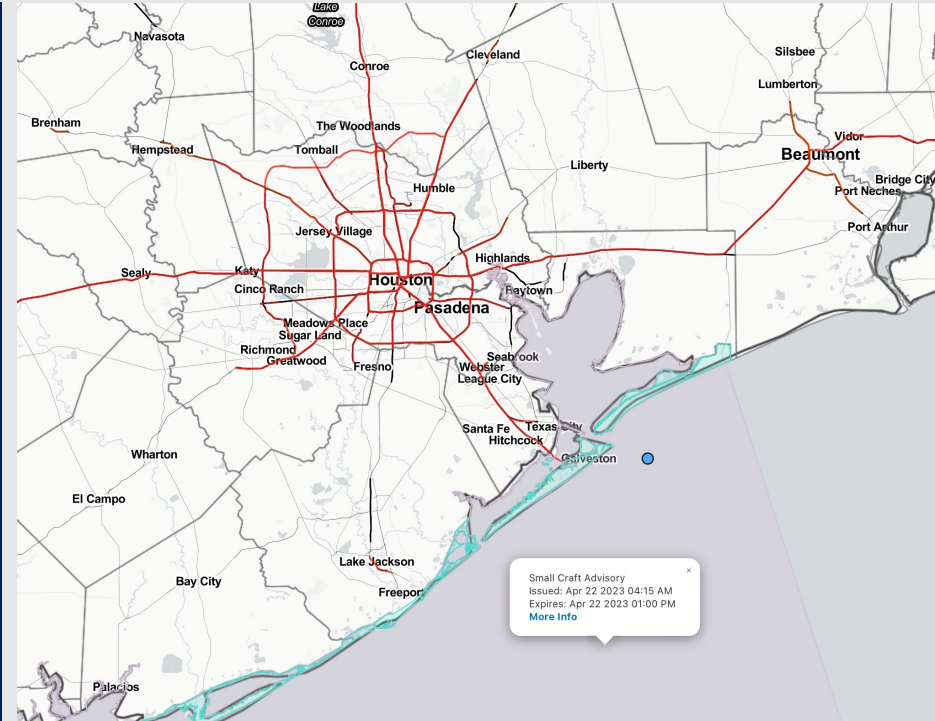 Lake
Conroe
Navasota
Cleveland
Silsbee
Conroe
Lumberton
Brenham
The Woodlands
Vidor
Hempstead
Tomball
Beaumont
Liberty
Bridge City
Humble
Port Neches
Port Arthur
Jersey Village
Highlands
Sealy
Katy
Houston
Cinco Ranch
Baytown
Pasadena
Meadows Place
Sugar Land
Richmond
Seabrook
Greatwood
Fresno
Webster
League City
Santa Fe
Texas City
Hitchcock
Wharton
Galveston
El Campo
Lake Jackson
×
Small Craft Advisory
Bay City
Issued: Apr 22 2023 04:15 AM
Freeport
Expires: Apr 22 2023 01:00 PM
More Info
Palacios